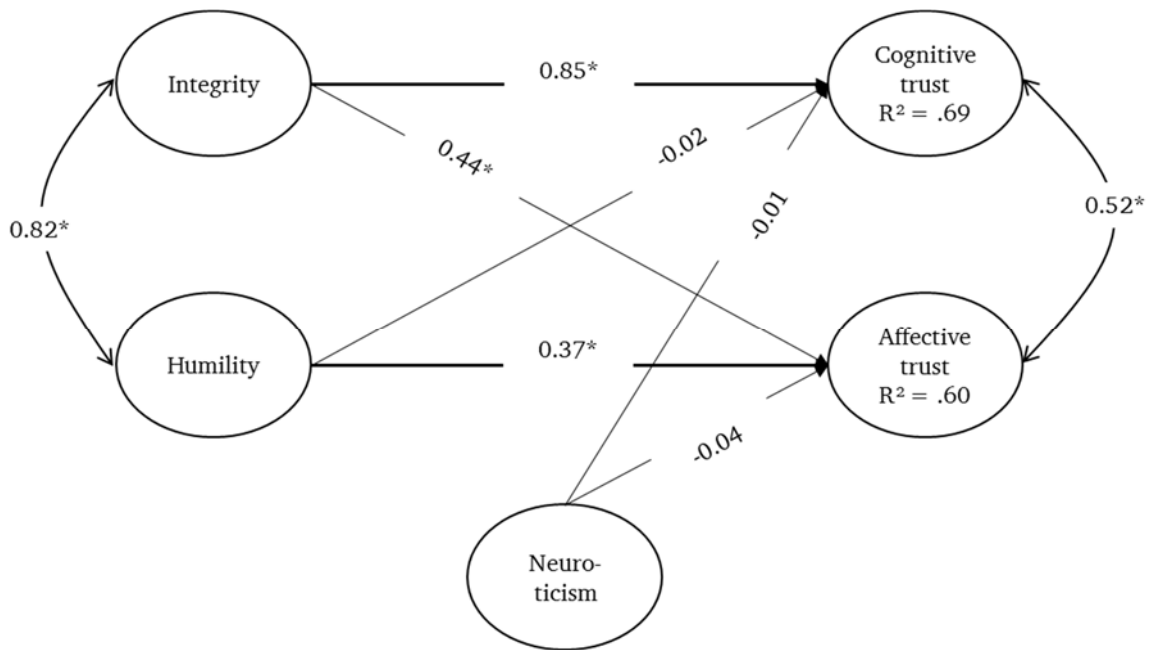 Integrity
0.85*
Cognitive
trust
R² = .69
0.44*
-0.02
-0.01
0.82*
0.52*
Humility
0.37*
Affective
trust
R² = .60
-0.04
Neuro-
ticism